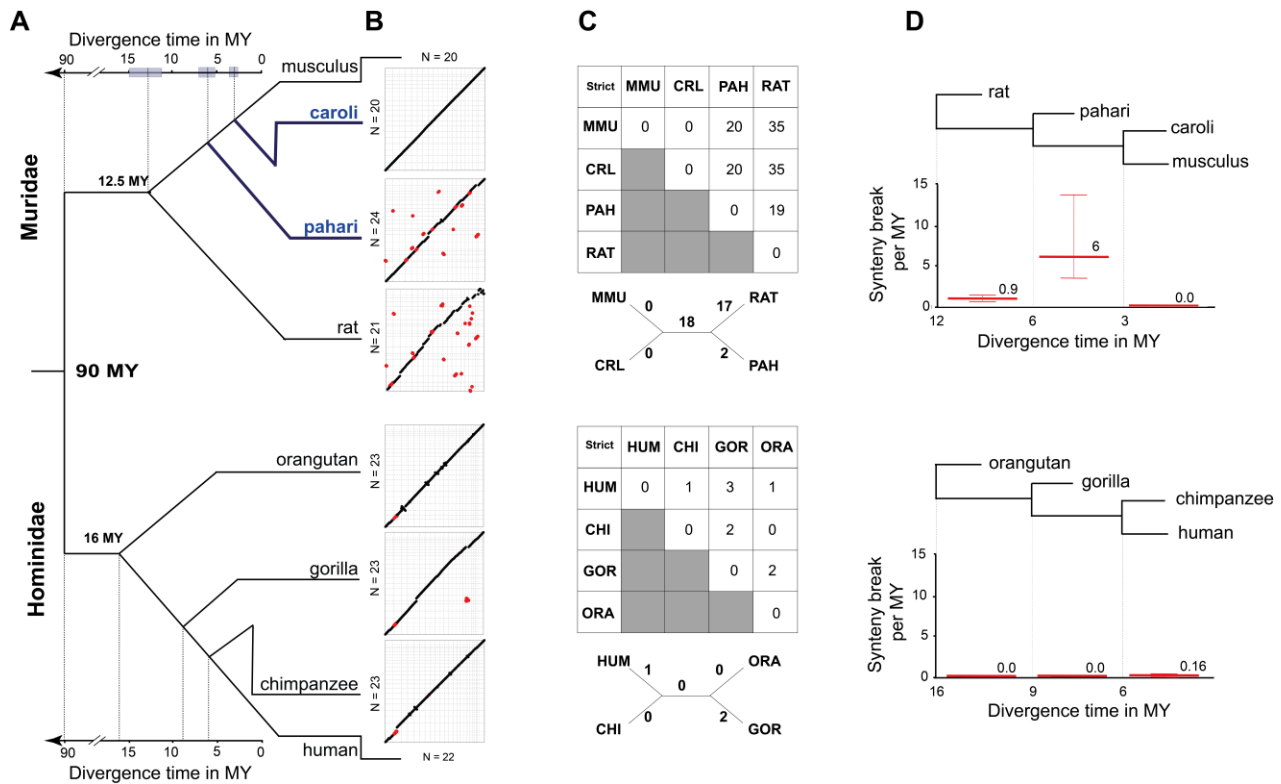 A
Divergence time in MY
90 15 10 5 0
Muridae
12.5 MY
musculus
caroli
pahari
rat
90 MY
Hominidae
16 MY
orangutan
gorilla
chimpanzee
human
90 15 10 5 0
Divergence time in MY
B
N = 20
N = 20
N = 24
N = 21
N = 23
N = 23
N = 23
N = 22
C
Strict MMU CRL PAH RAT
MMU 0 0 20 35
CRL 0 20 35
PAH 0 19
RAT 0
MMU 0 17 RAT
18
CRL 0 2 PAH
Strict HUM CHI GOR ORA
HUM 0 1 3 1
CHI 0 2 0
GOR 0 2
ORA 0
HUM 1 0 ORA
0
CHI 0 2 GOR
D
rat
pahari
caroli
musculus
Synteny break
per MY
15
10
5
0
0.9
6
0.0
12 6 3
Divergence time in MY
orangutan
gorilla
chimpanzee
human
Synteny break
per MY
15
10
5
0
0.0
0.0
0.16
16 9 6
Divergence time in MY